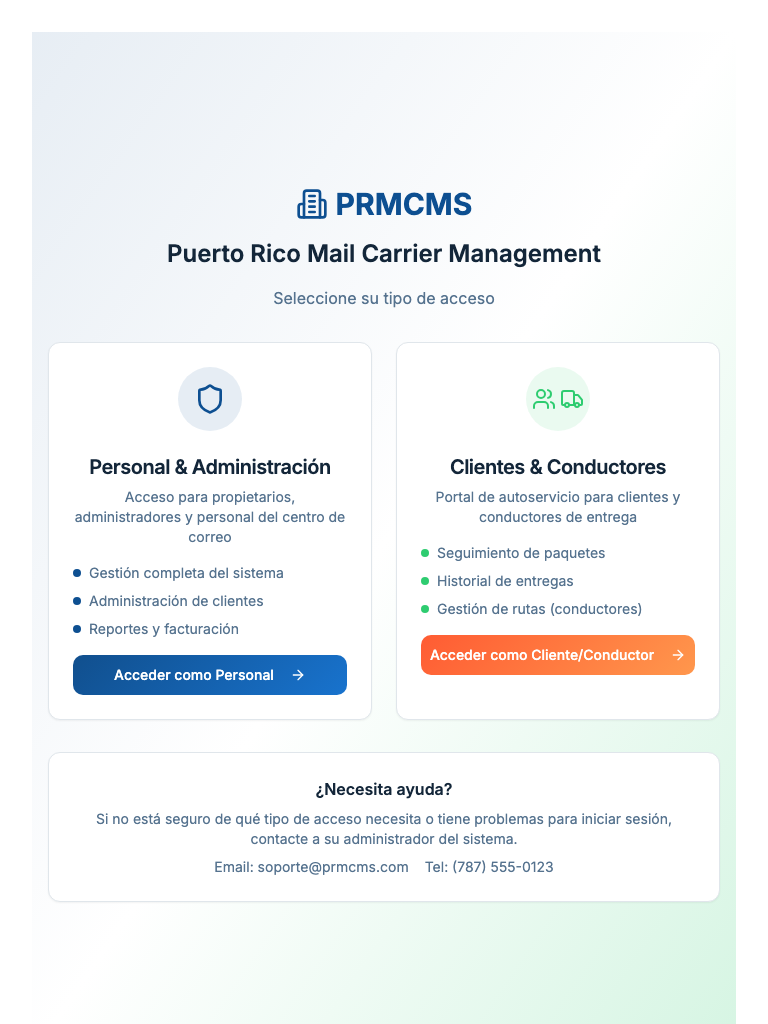 PRMCMS
Puerto Rico Mail Carrier Management
Seleccione su tipo de acceso
Personal & Administración
Acceso para propietarios,
administradores y personal del centro de
correo
Gestión completa del sistema
Administración de clientes
Reportes y facturación
Acceder como Personal
Clientes & Conductores
Portal de autoservicio para clientes y
conductores de entrega
Seguimiento de paquetes
Historial de entregas
Gestión de rutas (conductores)
Acceder como Cliente/Conductor
¿Necesita ayuda?
Si no está seguro de qué tipo de acceso necesita o tiene problemas para iniciar sesión,
contacte a su administrador del sistema.
Email: soporte@prmcms.com Tel: (787) 555-0123